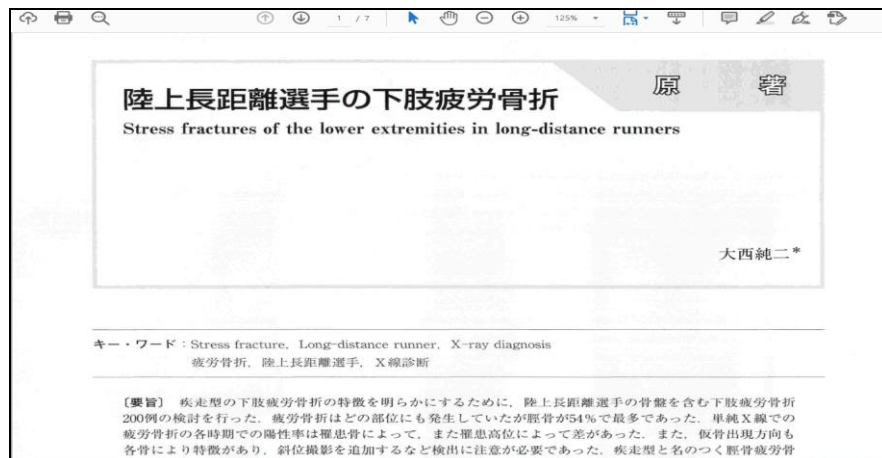 1 / 7
125%
陸上長距離選手の下肢疲労骨折
原著
Stress fractures of the lower extremities in long-distance runners
大西純二*
キー・ワード：Stress fracture, Long-distance runner, X-ray diagnosis
疲労骨折，陸上長距離選手，X線診断
〔要旨〕 疾走型の下肢疲労骨折の特徴を明らかにするために，陸上長距離選手の骨盤を含む下肢疲労骨折
200例の検討を行った．疲労骨折はどの部位にも発生していたが脛骨が54％で最多であった．単純X線での
疲労骨折の各時期での陽性率は罹患骨によって，また罹患高位によって差があった．また，仮骨出現方向も
各骨により特徴があり，斜位撮影を追加するなど検出に注意が必要であった．疾走型と名のつく脛骨疲労骨